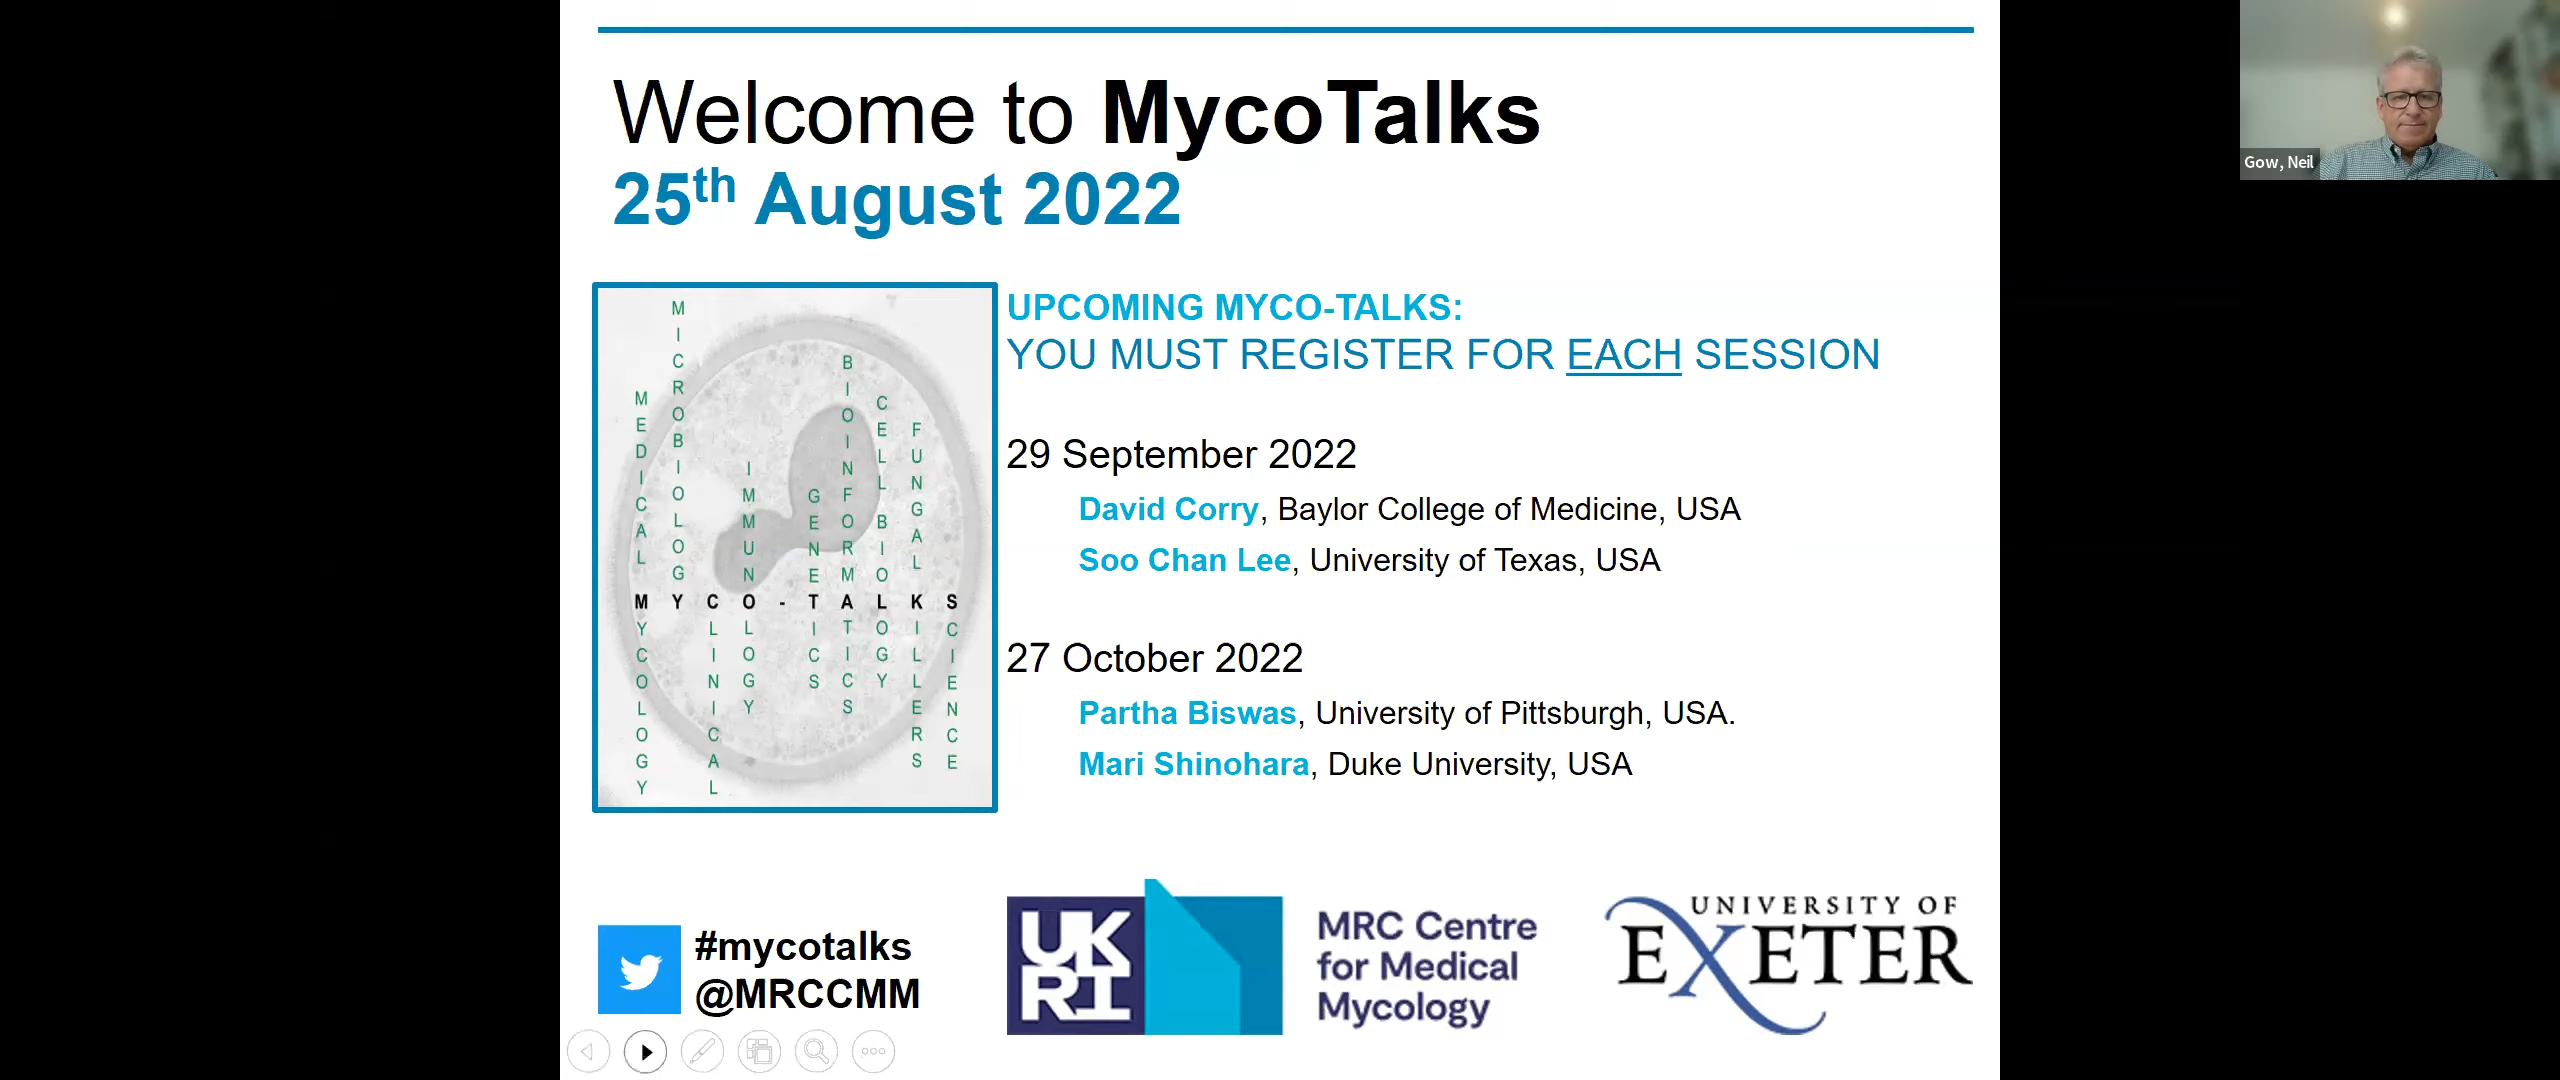 Welcome to MycoTalks
25th August 2022
UPCOMING MYCO-TALKS:
YOU MUST REGISTER FOR EACH SESSION
29 September 2022
David Corry, Baylor College of Medicine, USA
Soo Chan Lee, University of Texas, USA
27 October 2022
Partha Biswas, University of Pittsburgh, USA.
Mari Shinohara, Duke University, USA
MEDICAL MYCOLOGY
MICROBIOLOGY
CLINICAL
IMMUNOLOGY
-
GENETICS
BIOINFORMATICS
CELL BIOLOGY
FUNGAL KILLERS
SCIENCE
#mycotalks
@MRCCMM
UK
RI
MRC Centre
for Medical
Mycology
UNIVERSITY OF
EXETER
Gow, Neil